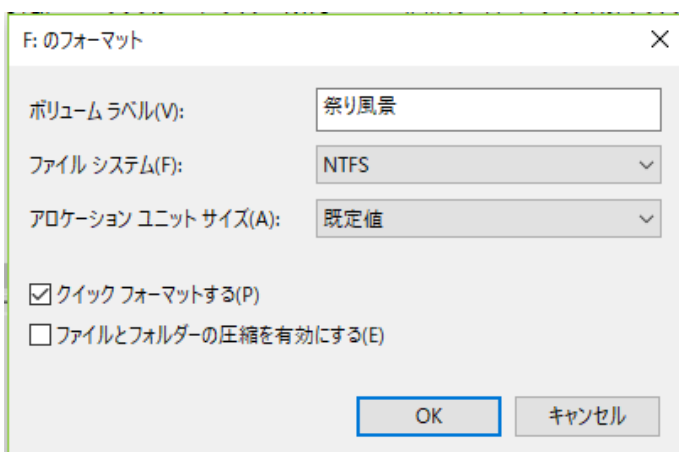 F: のフォーマット
ボリューム ラベル(V): 祭り風景
ファイル システム(F): NTFS
アロケーション ユニット サイズ(A): 既定値
クイック フォーマットする(P)
ファイルとフォルダーの圧縮を有効にする(E)
OK キャンセル